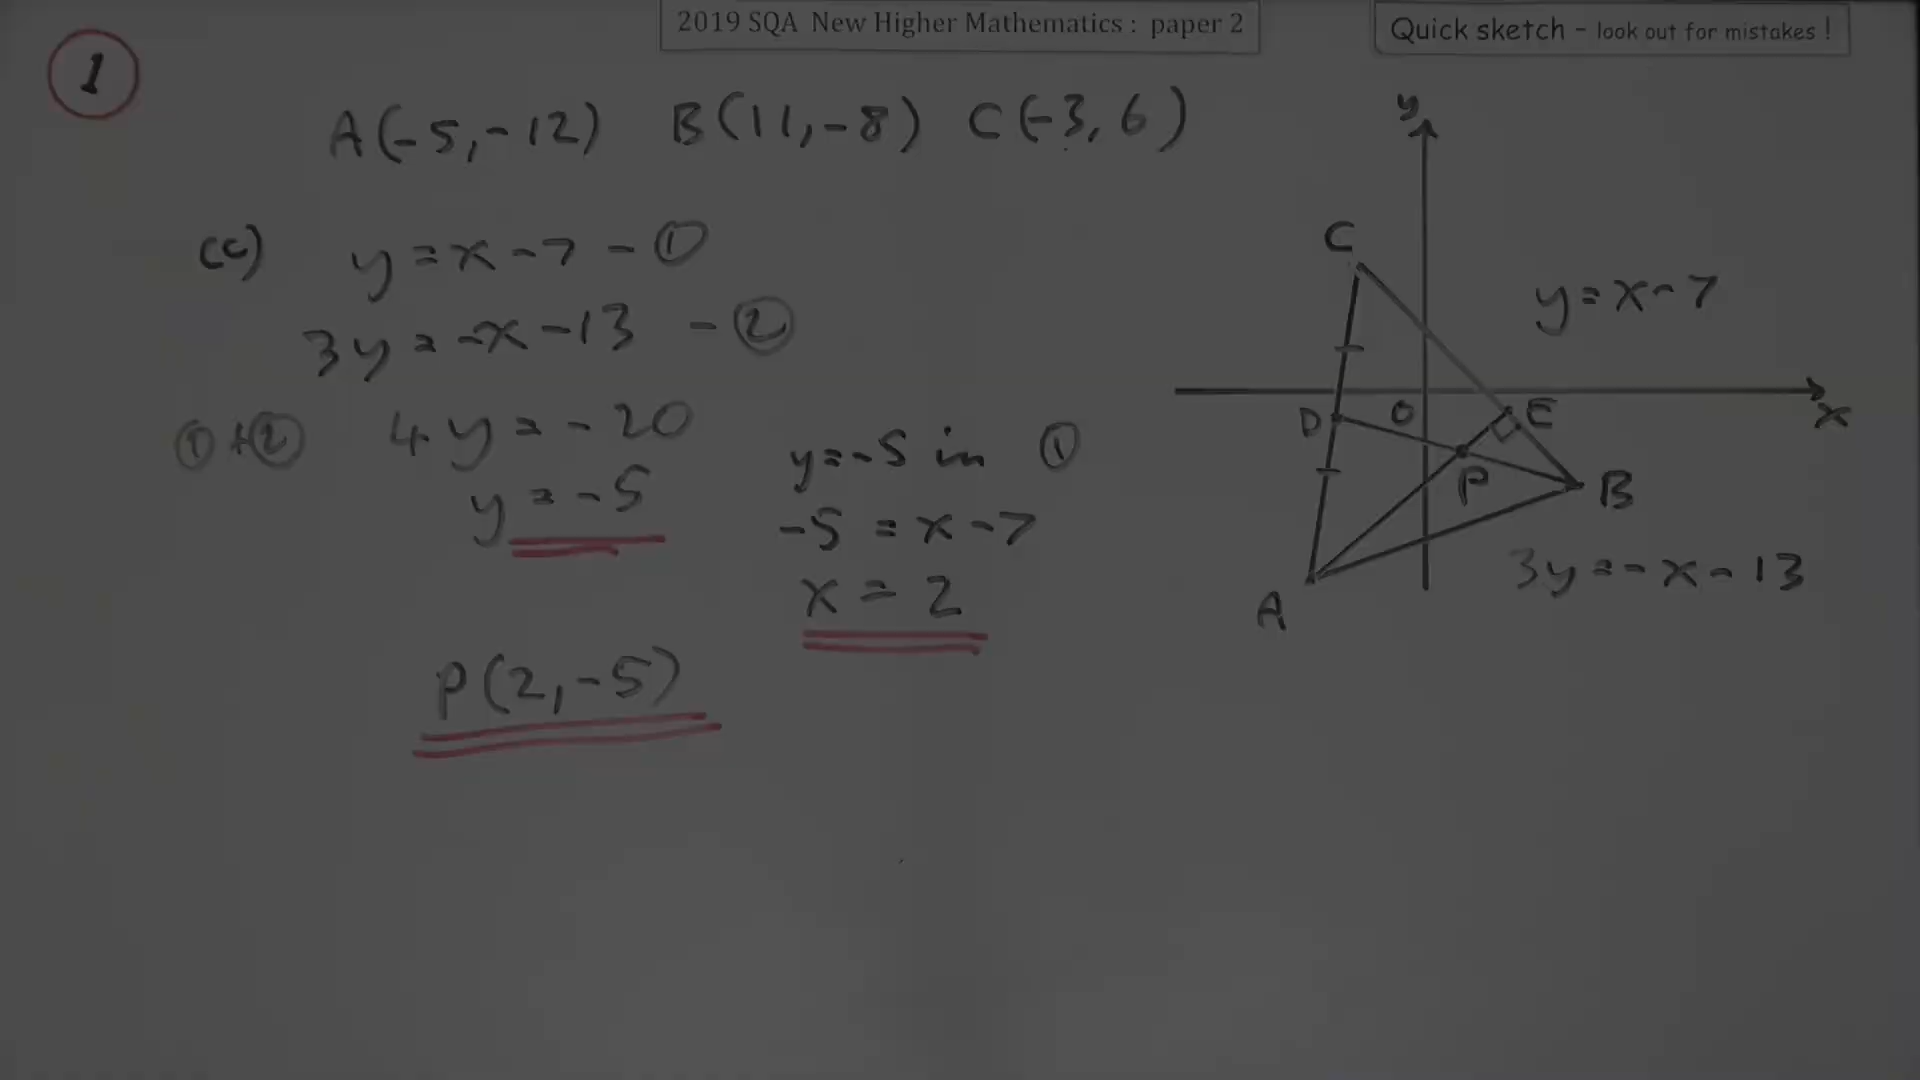 2019 SQA New Higher Mathematics : paper 2
Quick sketch - look out for mistakes !
1
A(-5,-12) B(11,-8) C(-3,6)
(c) y = x - 7 - ①
3y = -x - 13 - ②
① + ② 4y = -20
y = -5
y = -5 in ①
-5 = x - 7
x = 2
P(2,-5)
y
C
y = x - 7
D
O
E
x
P
B
3y = -x - 13
A